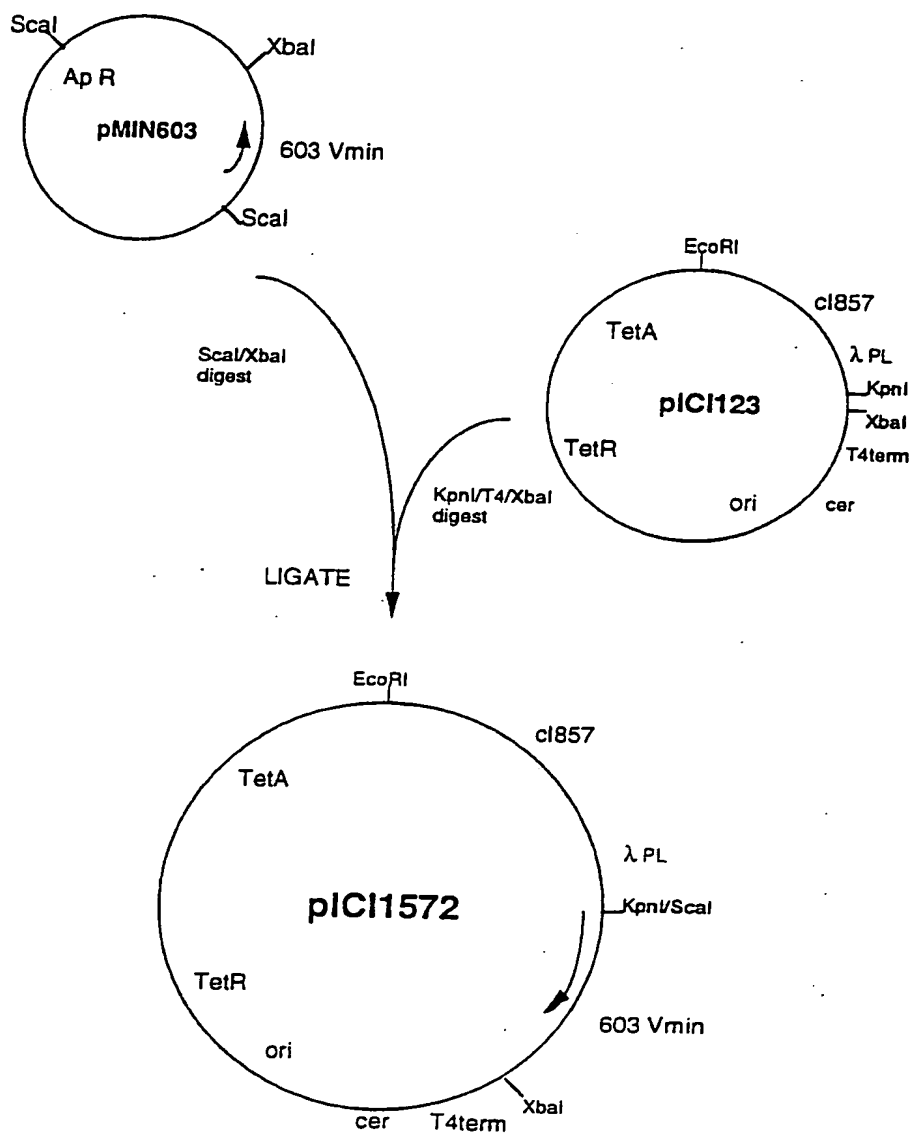 ScaI
XbaI
Ap R
pMIN603
603 Vmin
ScaI
EcoRI
cI857
TetA
λ PL
ScaI/XbaI
digest
KpnI
pICI123
XbaI
TetR
T4term
KpnI/T4/XbaI
digest
ori
cer
LIGATE
EcoRI
cI857
TetA
λ PL
pICI1572
KpnI/ScaI
TetR
603 Vmin
ori
XbaI
cer
T4term